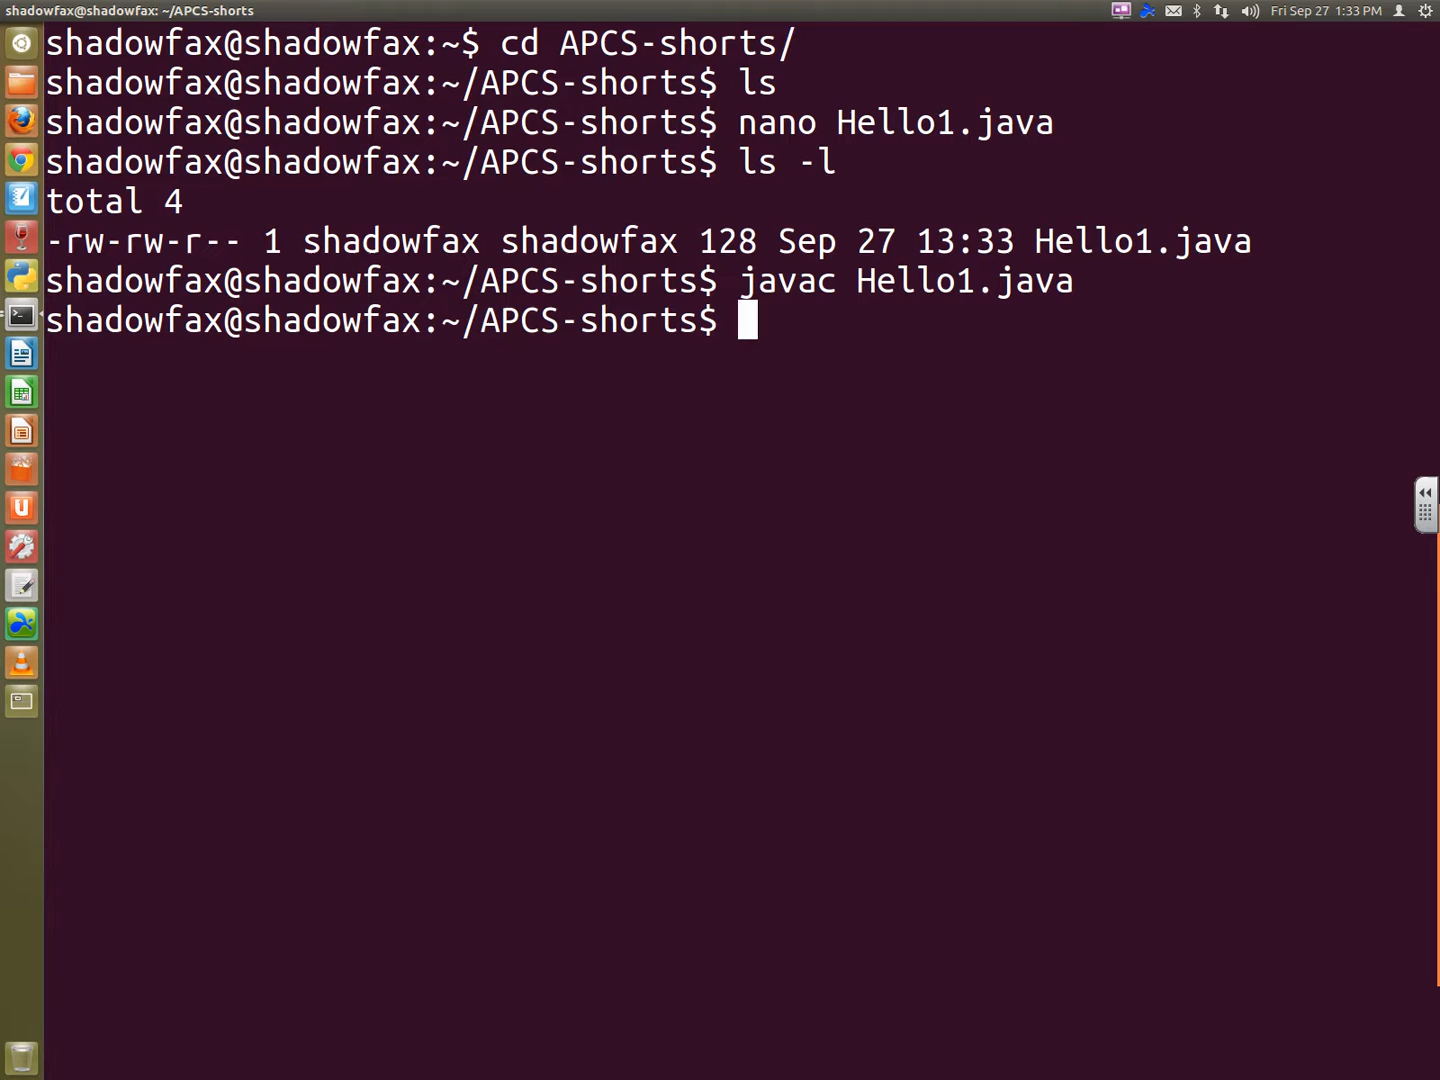 shadowfax@shadowfax: ~/APCS-shorts
Fri Sep 27 1:33 PM
shadowfax@shadowfax:~$ cd APCS-shorts/
shadowfax@shadowfax:~/APCS-shorts$ ls
shadowfax@shadowfax:~/APCS-shorts$ nano Hello1.java
shadowfax@shadowfax:~/APCS-shorts$ ls -l
total 4
-rw-rw-r-- 1 shadowfax shadowfax 128 Sep 27 13:33 Hello1.java
shadowfax@shadowfax:~/APCS-shorts$ javac Hello1.java
shadowfax@shadowfax:~/APCS-shorts$